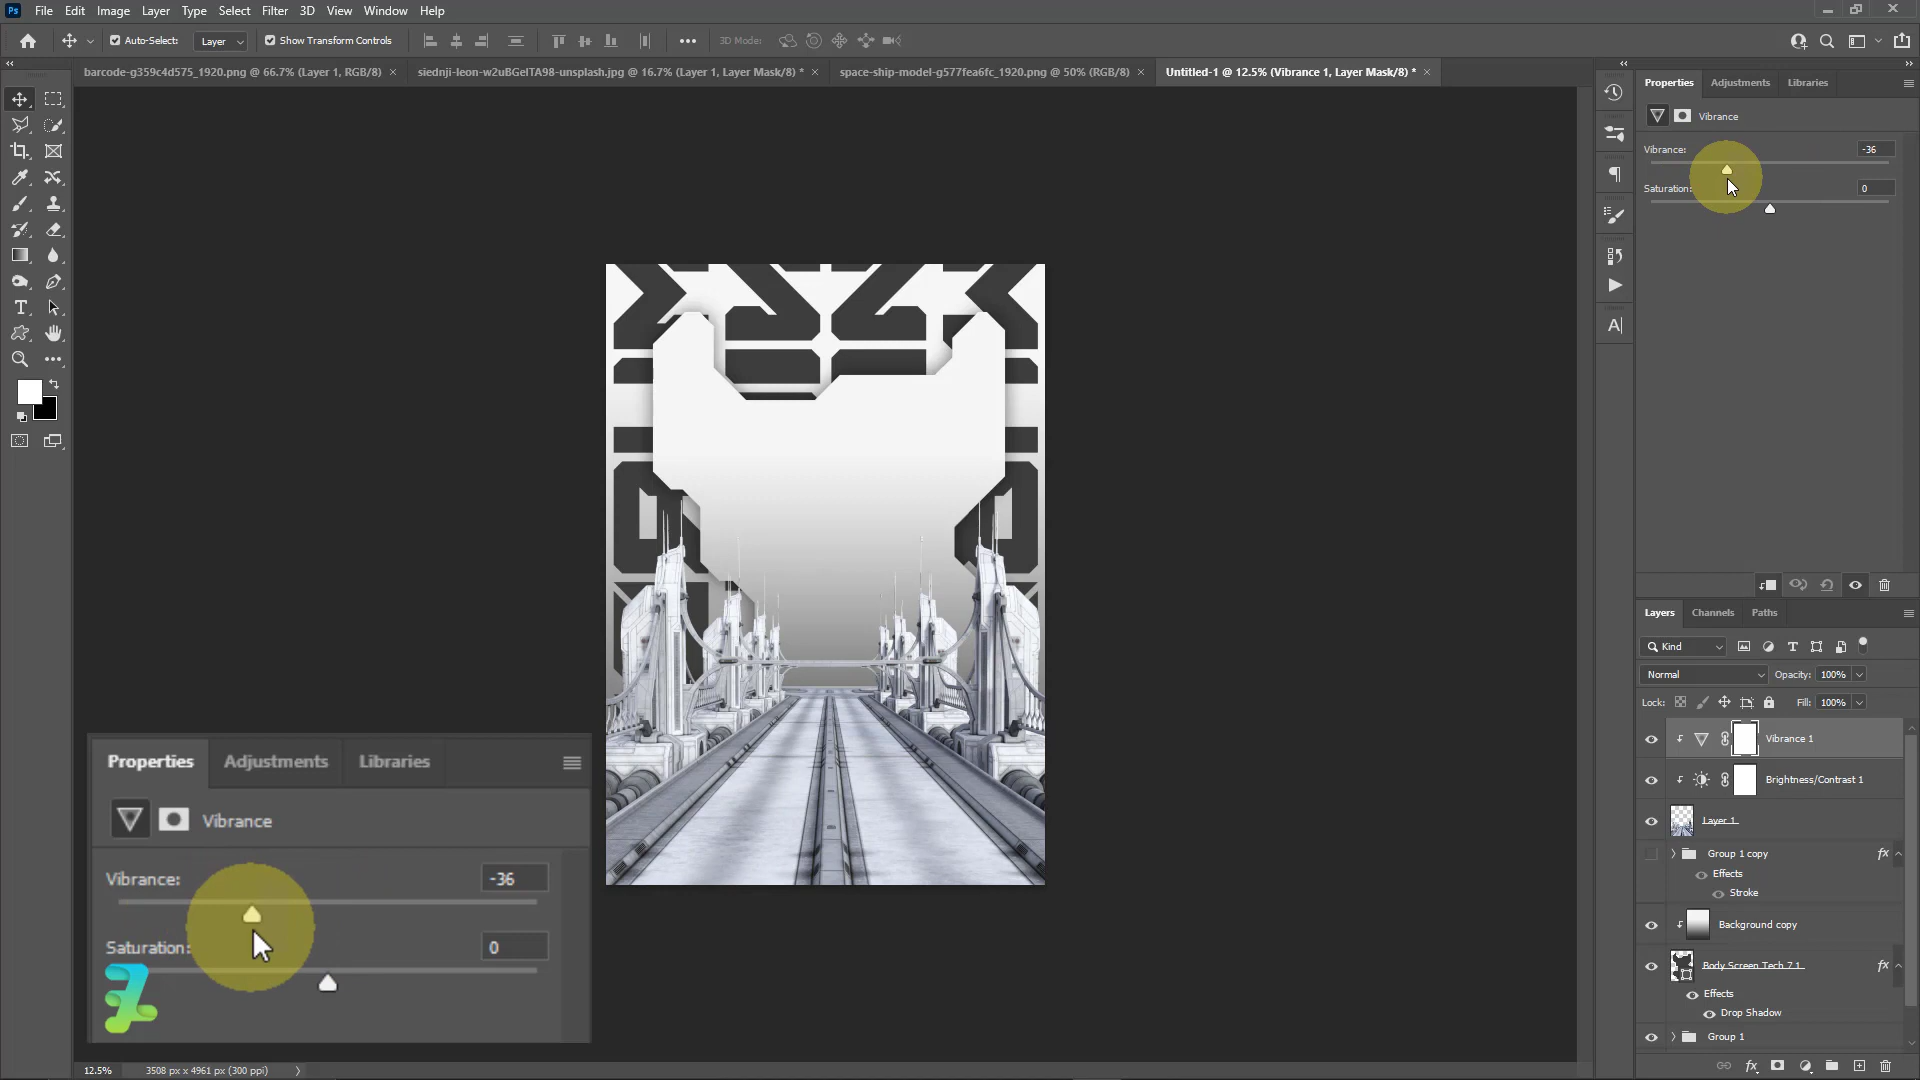 Ps File Edit Image Layer Type Select Filter 3D View Window Help
Auto-Select: Layer Show Transform Controls 3D Mode:
barcode-g359c4d575_1920.png @ 66.7% (Layer 1, RGB/8) × siednji-leon-w2uBGeITA98-unsplash.jpg @ 16.7% (Layer 1, Layer Mask/8) * × space-ship-model-g577fea6fc_1920.png @ 50% (RGB/8) × Untitled-1 @ 12.5% (Vibrance 1, Layer Mask/8) * ×
Properties Adjustments Libraries
Vibrance
Vibrance: -36
Saturation: 0
Layers Channels Paths
Kind
Normal Opacity: 100%
Lock: Fill: 100%
Vibrance 1
Brightness/Contrast 1
Layer 1
Group 1 copy fx
Effects
Stroke
Background copy
Body Screen Tech 7 1 fx
Effects
Drop Shadow
Group 1
Properties Adjustments Libraries
Vibrance
Vibrance: -36
Saturation: 0
12.5% 3508 px x 4961 px (300 ppi)